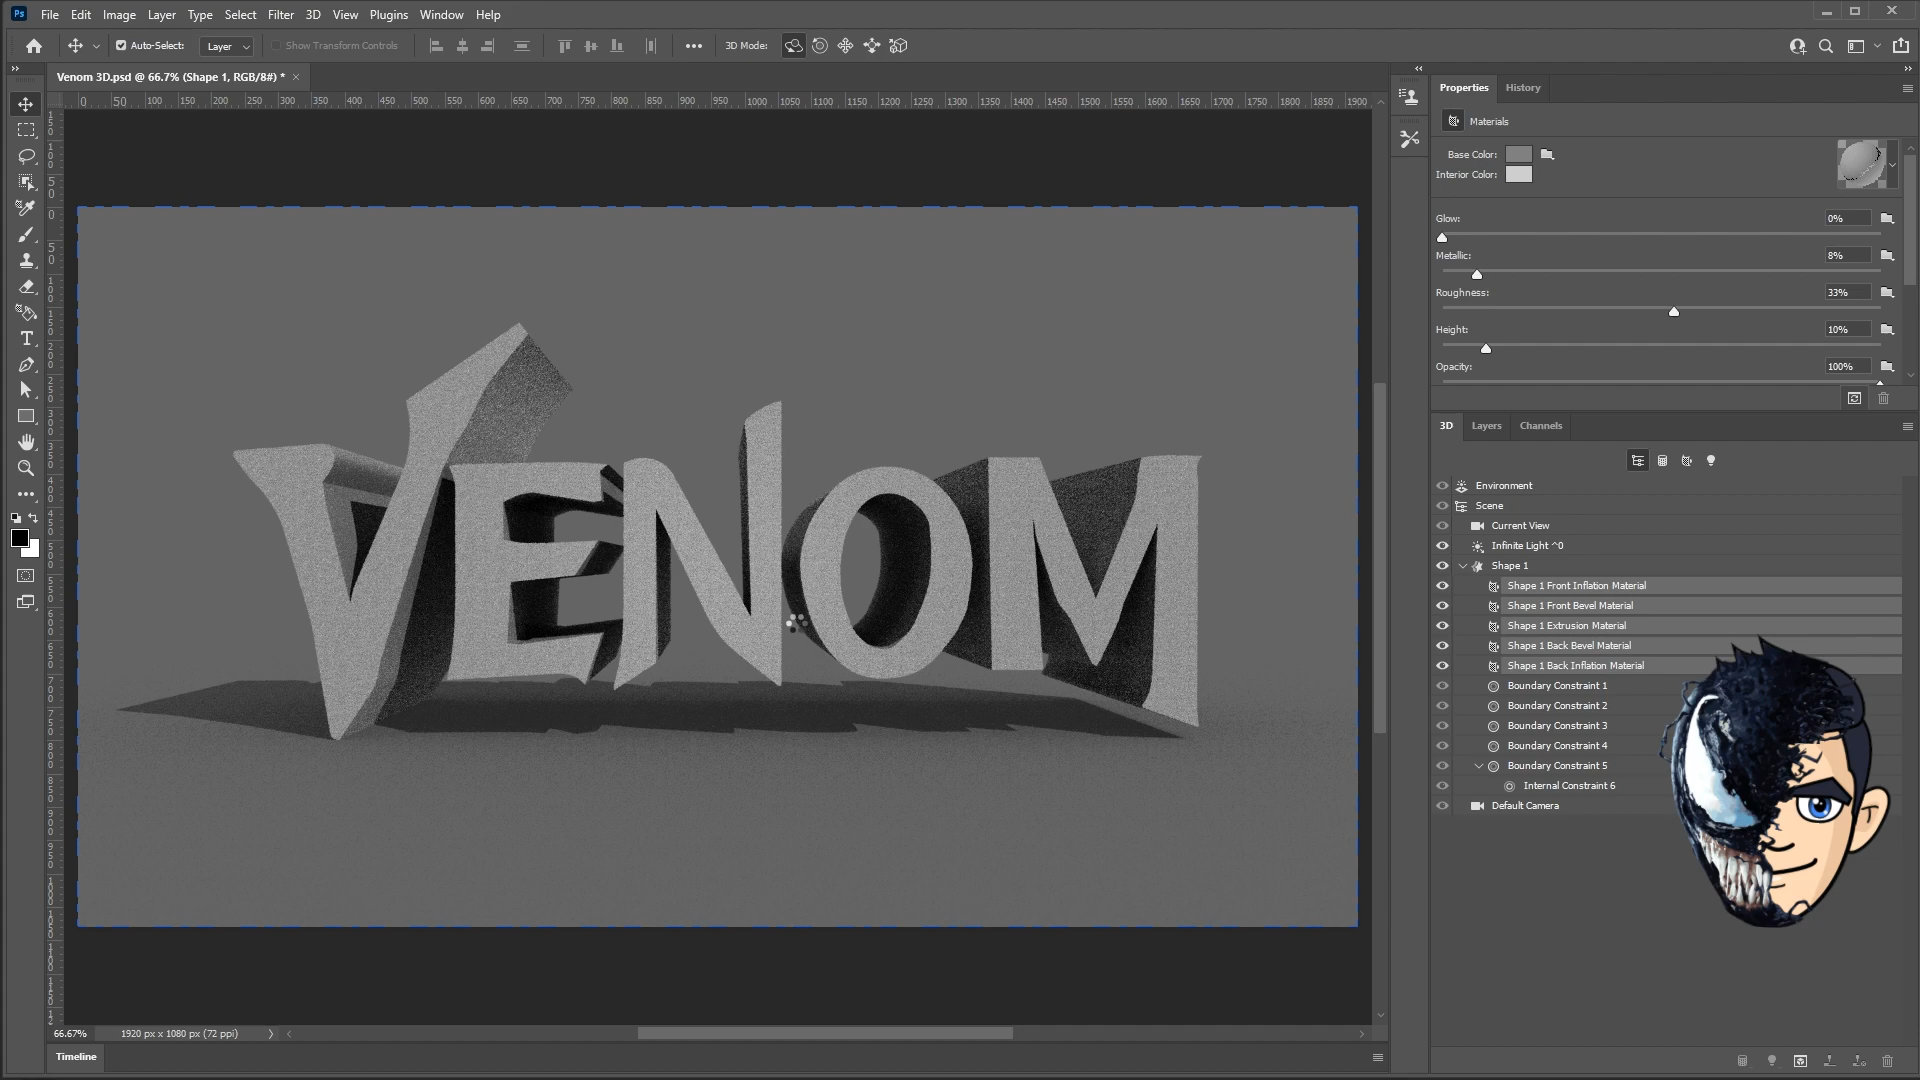 Ps File Edit Image Layer Type Select Filter 3D View Plugins Window Help
Auto-Select: Layer Show Transform Controls 3D Mode:
Venom 3D.psd @ 66.7% (Shape 1, RGB/8#) * ×
0 50 100 150 200 250 300 350 400 450 500 550 600 650 700 750 800 850 900 950 1000 1050 1100 1150 1200 1250 1300 1350 1400 1450 1500 1550 1600 1650 1700 1750 1800 1850 1900
VENOM
66.67% 1920 px x 1080 px (72 ppi)
Timeline
Properties History
Materials
Base Color:
Interior Color:
Glow: 0%
Metallic: 8%
Roughness: 33%
Height: 10%
Opacity: 100%
3D Layers Channels
Environment
Scene
Current View
Infinite Light ^0
Shape 1
Shape 1 Front Inflation Material
Shape 1 Front Bevel Material
Shape 1 Extrusion Material
Shape 1 Back Bevel Material
Shape 1 Back Inflation Material
Boundary Constraint 1
Boundary Constraint 2
Boundary Constraint 3
Boundary Constraint 4
Boundary Constraint 5
Internal Constraint 6
Default Camera